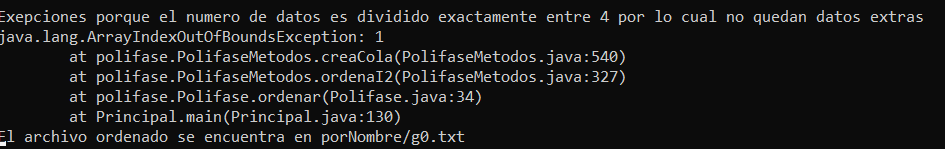 Exepciones porque el numero de datos es dividido exactamente entre 4 por lo cual no quedan datos extras
java.lang.ArrayIndexOutOfBoundsException: 1
        at polifase.PolifaseMetodos.creaCola(PolifaseMetodos.java:540)
        at polifase.PolifaseMetodos.ordenaI2(PolifaseMetodos.java:327)
        at polifase.Polifase.ordenar(Polifase.java:34)
        at Principal.main(Principal.java:130)
El archivo ordenado se encuentra en porNombre/g0.txt